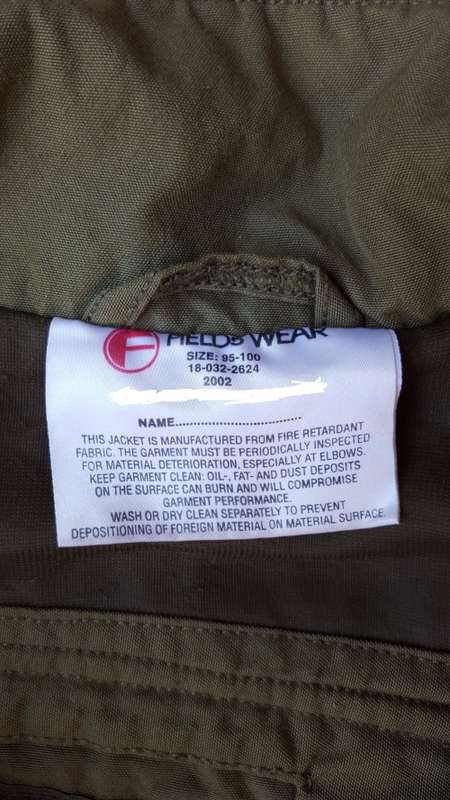 F
FIELDS WEAR
SIZE: 95-100
18-032-2624
2002
NAME................................
THIS JACKET IS MANUFACTURED FROM FIRE RETARDANT
FABRIC. THE GARMENT MUST BE PERIODICALLY INSPECTED
FOR MATERIAL DETERIORATION, ESPECIALLY AT ELBOWS.
KEEP GARMENT CLEAN: OIL-, FAT- AND DUST DEPOSITS
ON THE SURFACE CAN BURN AND WILL COMPROMISE
GARMENT PERFORMANCE.
WASH OR DRY CLEAN SEPARATELY TO PREVENT
DEPOSITIONING OF FOREIGN MATERIAL ON MATERIAL SURFACE.